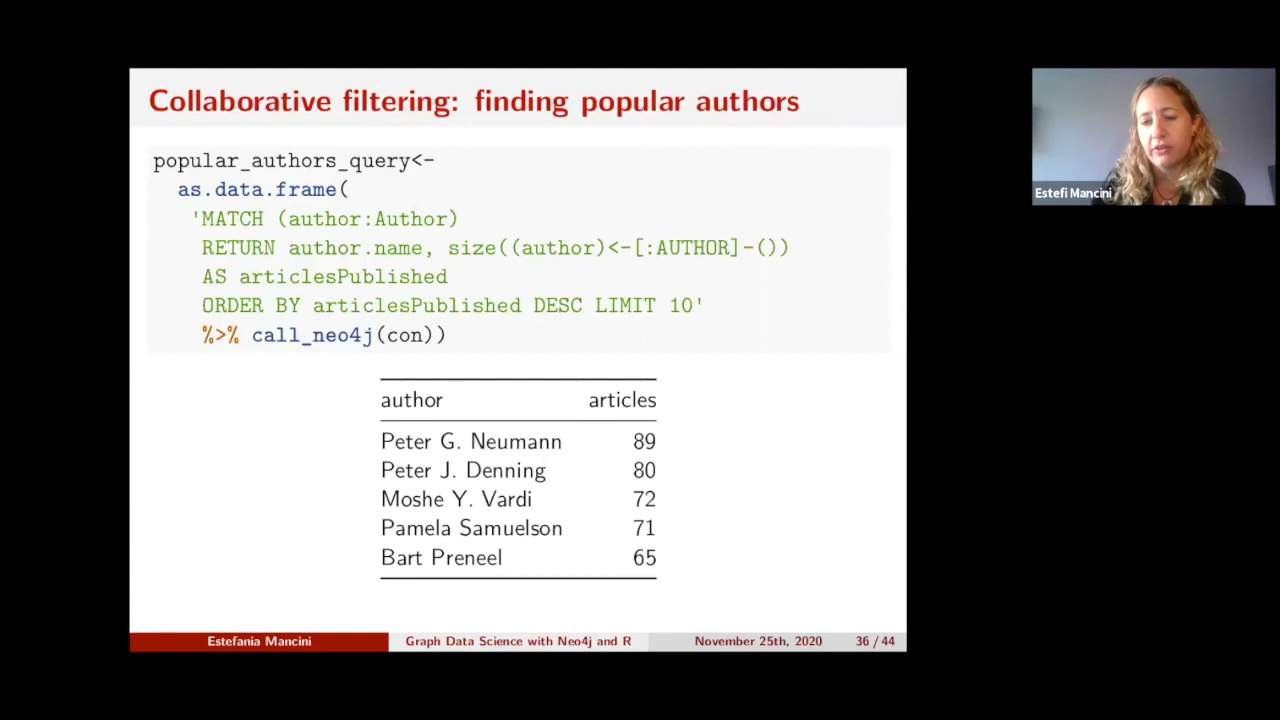 Collaborative filtering: finding popular authors
popular_authors_query<-
as.data.frame(
'MATCH (author:Author)
RETURN author.name, size((author)<-[:AUTHOR]-())
AS articlesPublished
ORDER BY articlesPublished DESC LIMIT 10'
%>% call_neo4j(con))
author articles
Peter G. Neumann 89
Peter J. Denning 80
Moshe Y. Vardi 72
Pamela Samuelson 71
Bart Preneel 65
Estefania Mancini Graph Data Science with Neo4j and R November 25th, 2020 36 / 44
Estefi Mancini